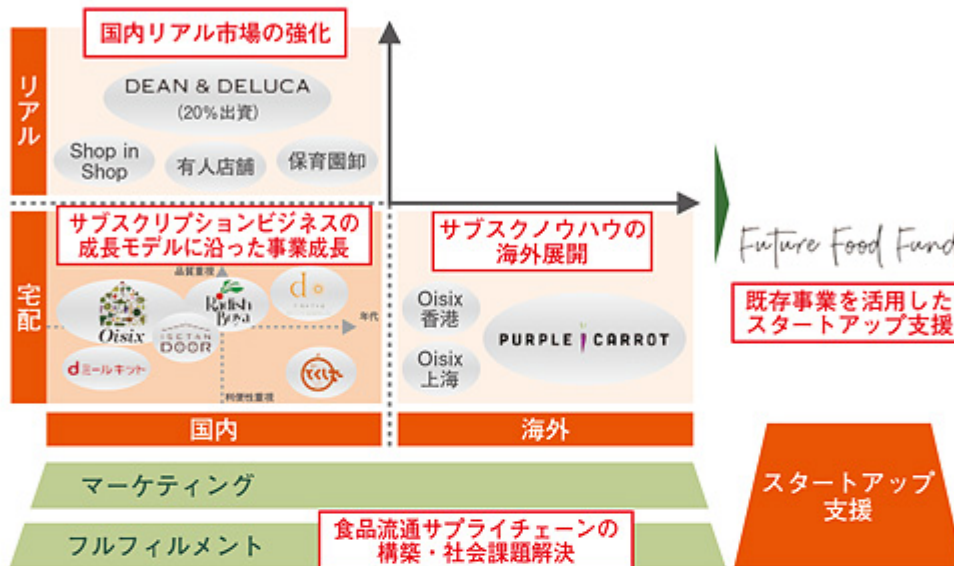 国内リアル市場の強化
リアル
DEAN & DELUCA
(20%出資)
Shop in
Shop
有人店舗
保育園卸
サブスクリプションビジネスの
成長モデルに沿った事業成長
サブスクノウハウの
海外展開
宅配
品質重視
Oisix
Radish
Boya
d
年代
ISETAN
DOOR
dミールキット
とくし丸
利便性重視
Oisix
香港
Oisix
上海
PURPLE CARROT
Future Food Fund
既存事業を活用した
スタートアップ支援
国内
海外
マーケティング
フルフィルメント
食品流通サプライチェーンの
構築・社会課題解決
スタートアップ
支援